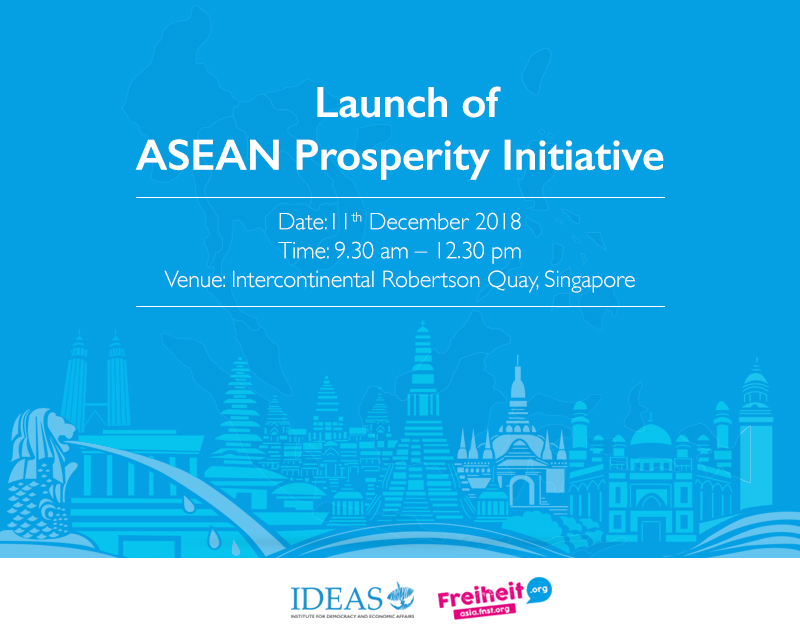 Launch of
ASEAN Prosperity Initiative
Date:11th December 2018
Time: 9.30 am – 12.30 pm
Venue: Intercontinental Robertson Quay, Singapore
IDEAS
INSTITUTE FOR DEMOCRACY AND ECONOMIC AFFAIRS
Freiheit.org
asia.fnst.org